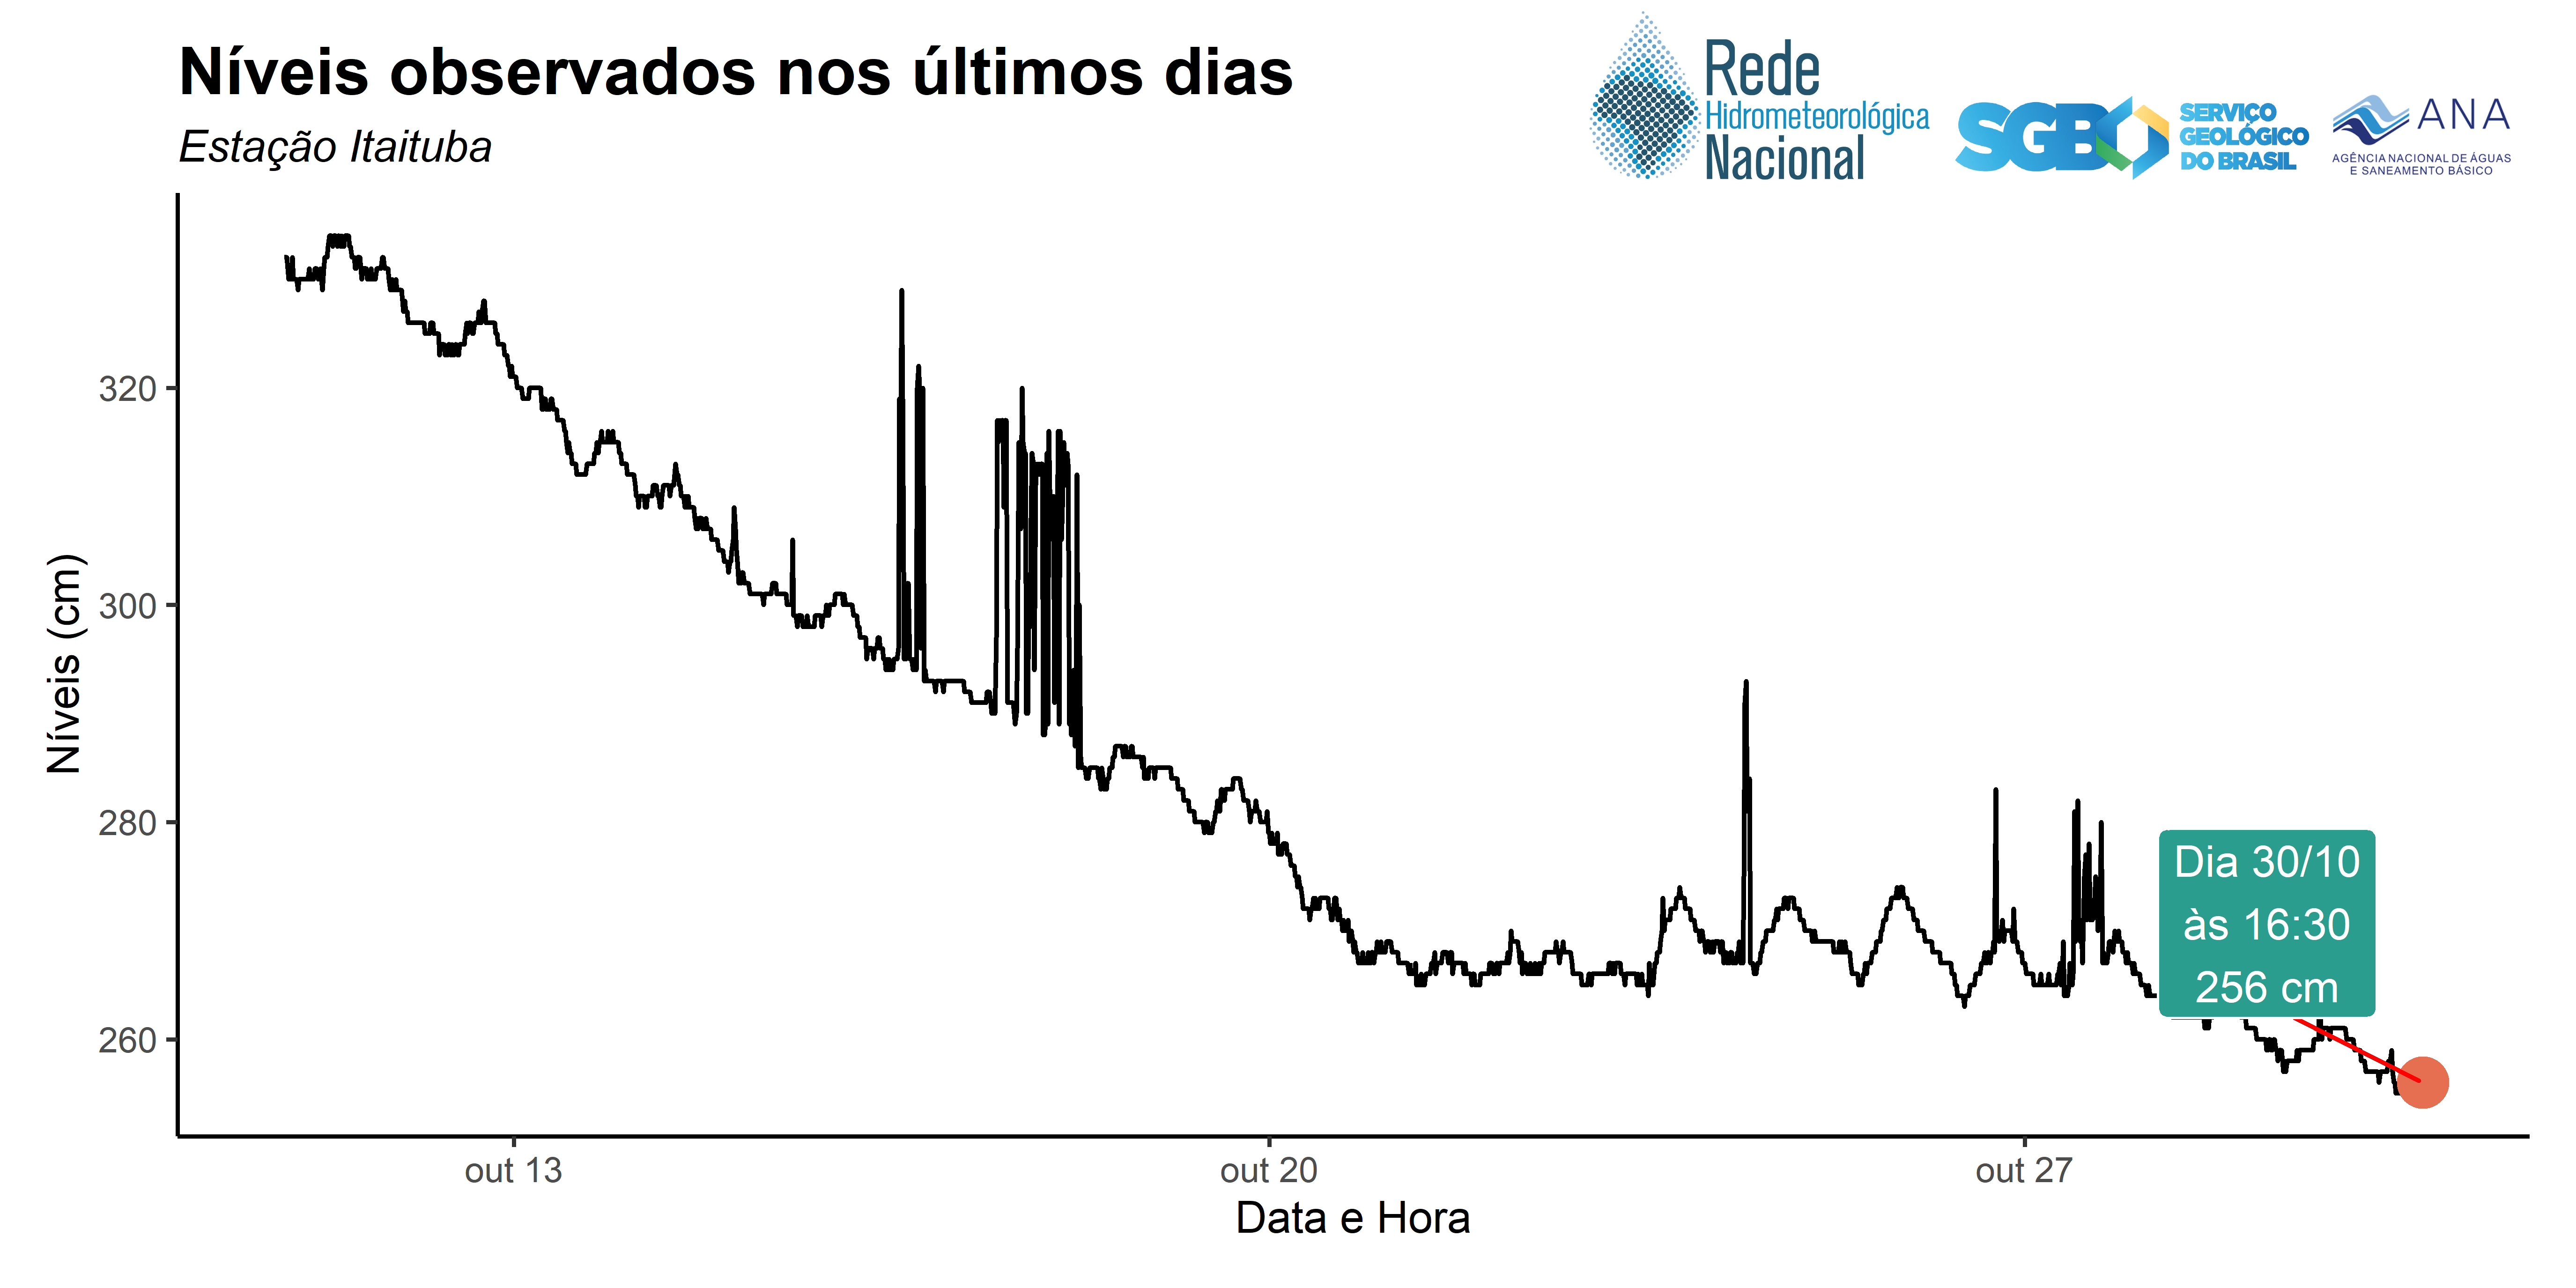 Níveis observados nos últimos dias
Estação Itaituba
Rede
Hidrometeorológica
Nacional
SGB
SERVIÇO
GEOLÓGICO
DO BRASIL
ANA
AGÊNCIA NACIONAL DE ÁGUAS
E SANEAMENTO BÁSICO
Níveis (cm)
320
300
280
260
Dia 30/10
às 16:30
256 cm
out 13
out 20
out 27
Data e Hora